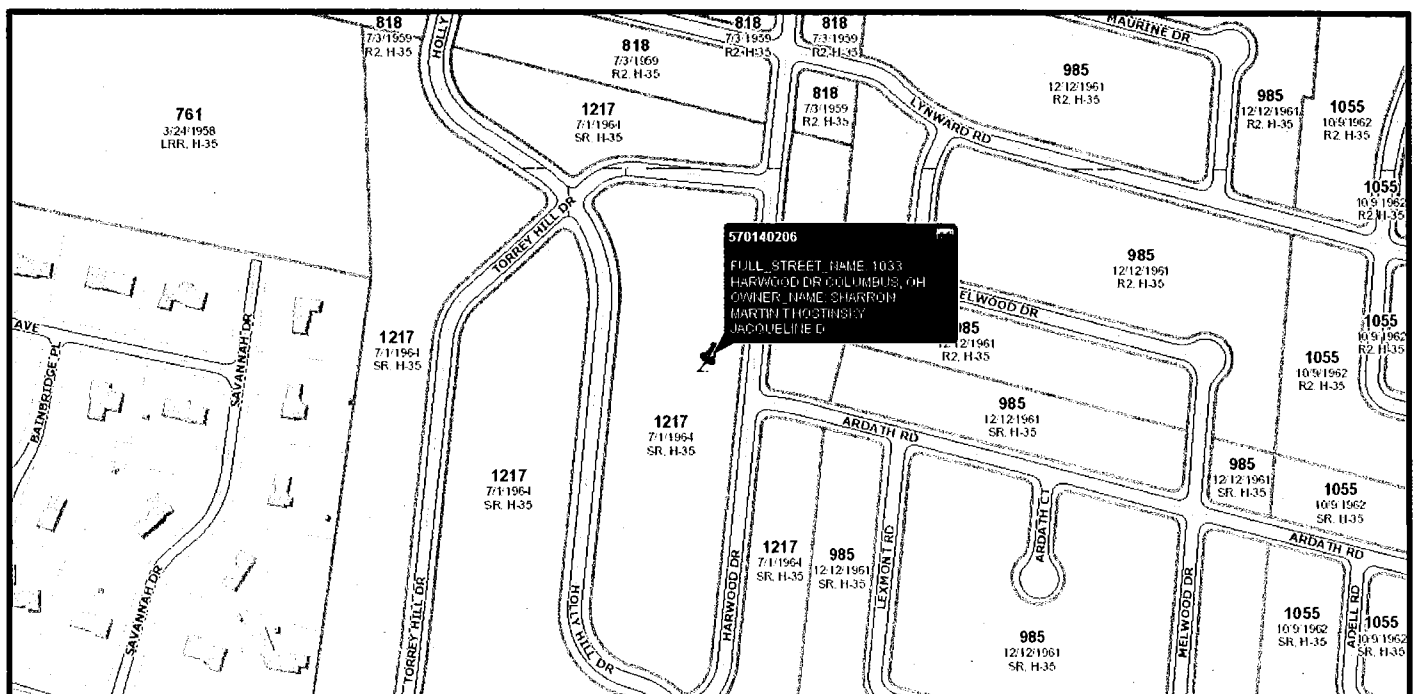 HOLLY
818
7/3/1959
R2, H-35
818
7/3/1959
R2, H-35
818
7/3/1959
R2, H-35
818
7/3/1959
R2, H-35
MAURINE DR
985
12/12/1961
R2, H-35
985
12/12/1961
R2, H-35
1055
10/9/1962
R2, H-35
761
3/24/1958
LRR, H-35
1217
7/1/1964
SR, H-35
818
7/3/1959
R2, H-35
LYNWARD RD
1055
10/9/1962
R2, H-35
TORREY HILL DR
570140206
FULL_STREET_NAME: 1033
HARWOOD DR COLUMBUS, OH
OWNER_NAME: SHARRON
MARTIN T HOSTINSKY
JACQUELINE D
985
12/12/1961
R2, H-35
ELWOOD DR
985
12/12/1961
R2, H-35
1055
10/9/1962
R2, H-35
1055
10/9/1962
R2, H-35
AVE
BAINBRIDGE PL
SAVANNAH DR
1217
7/1/1964
SR, H-35
1217
7/1/1964
SR, H-35
985
12/12/1961
SR, H-35
ARDATH RD
1217
7/1/1964
SR, H-35
985
12/12/1961
SR, H-35
1055
10/9/1962
SR, H-35
ARDATH RD
ARDATH CT
1217
7/1/1964
SR, H-35
985
12/12/1961
SR, H-35
LEXMONT RD
SAVANNAH DR
TORREY HILL DR
HOLLY HILL DR
HARWOOD DR
985
12/12/1961
SR, H-35
MELWOOD DR
1055
10/9/1962
SR, H-35
ADELL RD
1055
10/9/1962
SR, H-35